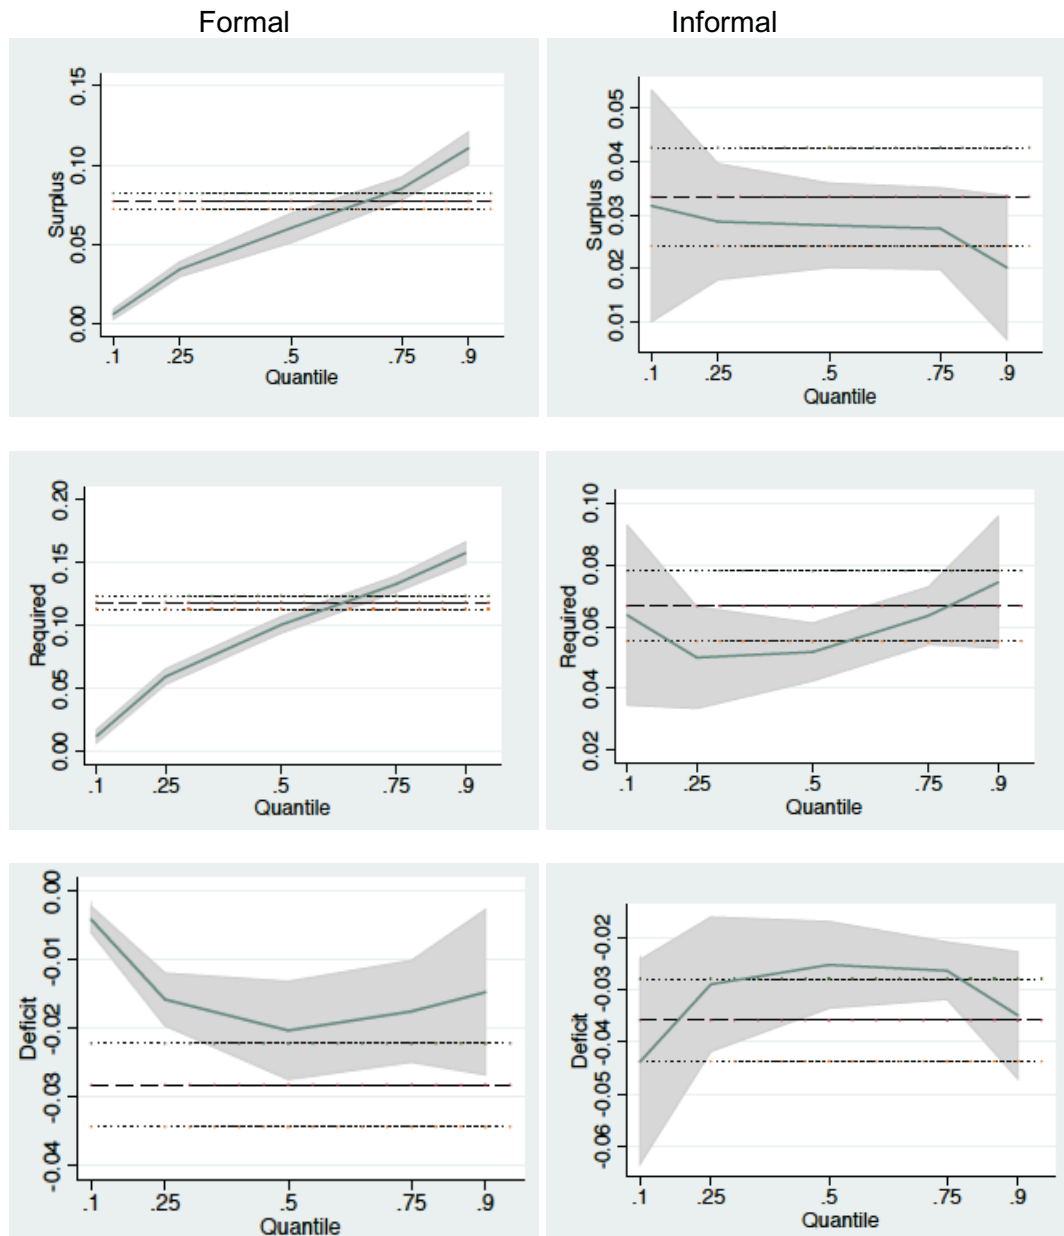 Formal Informal
Surplus
0.15
0.10
0.05
0.00
.1 .25 .5 .75 .9
Quantile
Surplus
0.05
0.04
0.03
0.02
0.01
.1 .25 .5 .75 .9
Quantile
Required
0.20
0.15
0.10
0.05
0.00
.1 .25 .5 .75 .9
Quantile
Required
0.10
0.08
0.06
0.04
0.02
.1 .25 .5 .75 .9
Quantile
Deficit
0.00
-0.01
-0.02
-0.03
-0.04
.1 .25 .5 .75 .9
Quantile
Deficit
-0.02
-0.03
-0.04
-0.05
-0.06
.1 .25 .5 .75 .9
Quantile